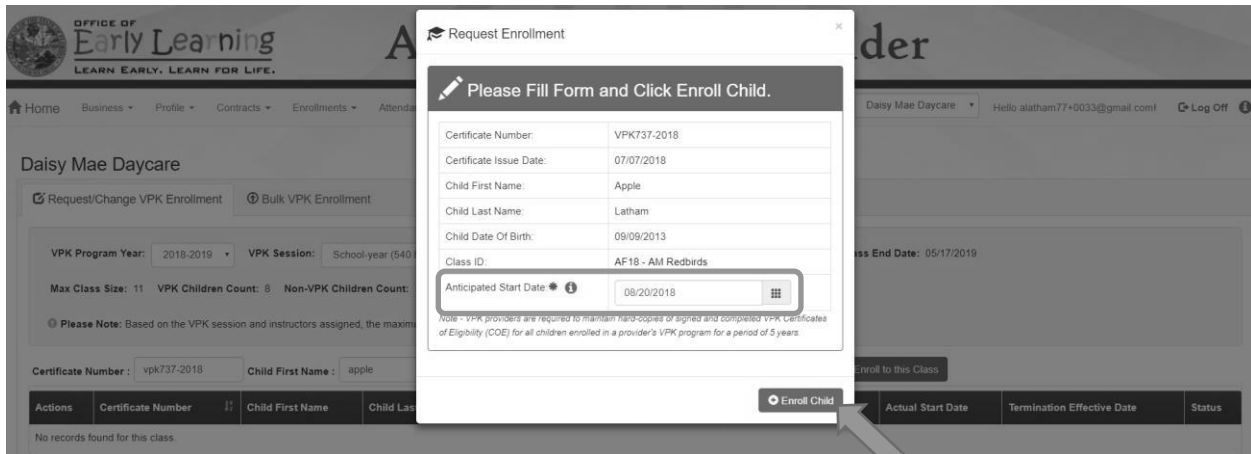 OFFICE OF
Early Learning
LEARN EARLY. LEARN FOR LIFE.
A
der
Home Business Profile Contracts Enrollments Attenda
Daisy Mae Daycare
Hello alatham77+0033@gmail.com!
Log Off
Daisy Mae Daycare
Request/Change VPK Enrollment
Bulk VPK Enrollment
VPK Program Year: 2018-2019 VPK Session: School-year (540
ass End Date: 05/17/2019
Max Class Size: 11 VPK Children Count: 8 Non-VPK Children Count:
Please Note: Based on the VPK session and instructors assigned, the maxim
Certificate Number : vpk737-2018 Child First Name : apple
Enroll to this Class
Actions Certificate Number Child First Name Child Las
Actual Start Date Termination Effective Date Status
No records found for this class.
Request Enrollment ×
Please Fill Form and Click Enroll Child.
Certificate Number: VPK737-2018
Certificate Issue Date: 07/07/2018
Child First Name: Apple
Child Last Name: Latham
Child Date Of Birth: 09/09/2013
Class ID: AF18 - AM Redbirds
Anticipated Start Date: 08/20/2018
Note - VPK providers are required to maintain hard-copies of signed and completed VPK Certificates
of Eligibility (COE) for all children enrolled in a provider's VPK program for a period of 5 years.
Enroll Child